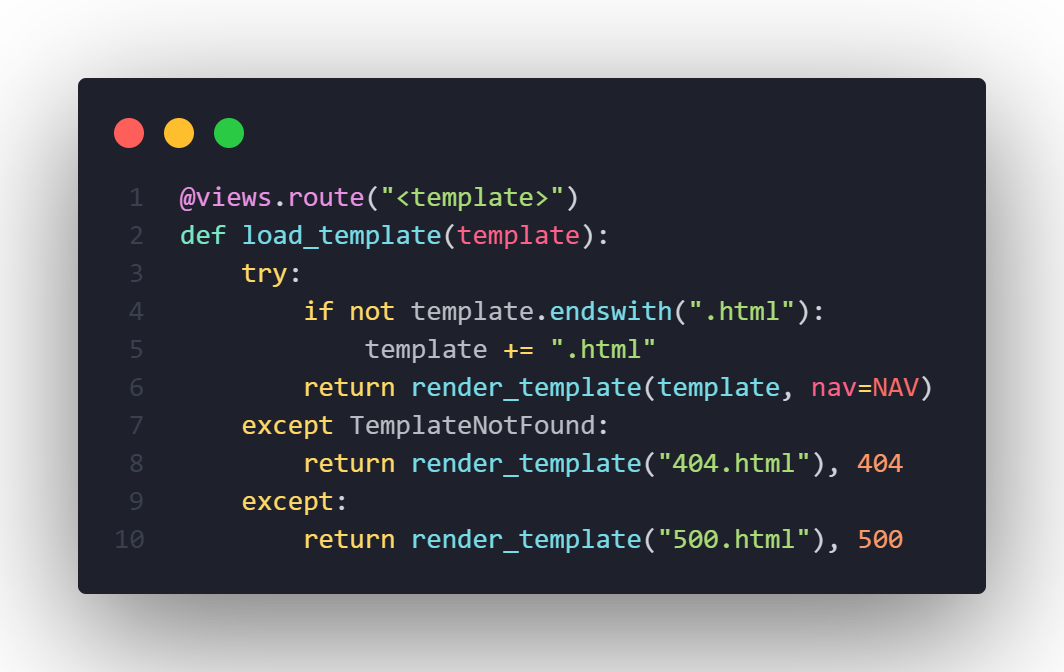 1 @views.route("<template>")
2 def load_template(template):
3     try:
4         if not template.endswith(".html"):
5             template += ".html"
6         return render_template(template, nav=NAV)
7     except TemplateNotFound:
8         return render_template("404.html"), 404
9     except:
10         return render_template("500.html"), 500